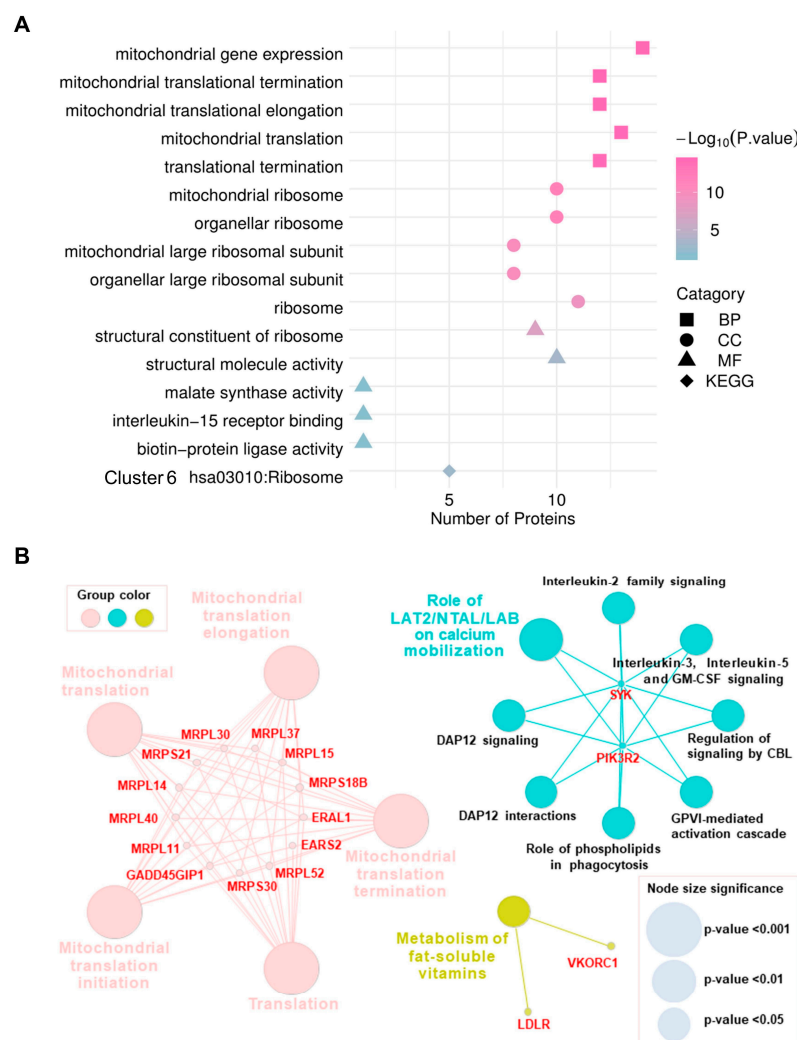 A
mitochondrial gene expression
mitochondrial translational termination
mitochondrial translational elongation
mitochondrial translation
translational termination
mitochondrial ribosome
organellar ribosome
mitochondrial large ribosomal subunit
organellar large ribosomal subunit
ribosome
structural constituent of ribosome
structural molecule activity
malate synthase activity
interleukin−15 receptor binding
biotin−protein ligase activity
Cluster 6 hsa03010:Ribosome
5 10
Number of Proteins
−Log10(P.value)
10
5
Catagory
BP
CC
MF
KEGG
B
Group color
Mitochondrial
translation
elongation
Mitochondrial
translation
MRPL30
MRPL37
MRPS21
MRPL15
MRPL14
MRPS18B
MRPL40
ERAL1
MRPL11
EARS2
GADD45GIP1
MRPL52
MRPS30
Mitochondrial
translation
termination
Mitochondrial
translation
initiation
Translation
Role of
LAT2/NTAL/LAB
on calcium
mobilization
Interleukin-2 family signaling
Interleukin-3, Interleukin-5
and GM-CSF signaling
SYK
DAP12 signaling
Regulation of
signaling by CBL
PIK3R2
DAP12 interactions
GPVI-mediated
activation cascade
Role of phospholipids
in phagocytosis
Metabolism of
fat-soluble
vitamins
VKORC1
LDLR
Node size significance
p-value <0.001
p-value <0.01
p-value <0.05